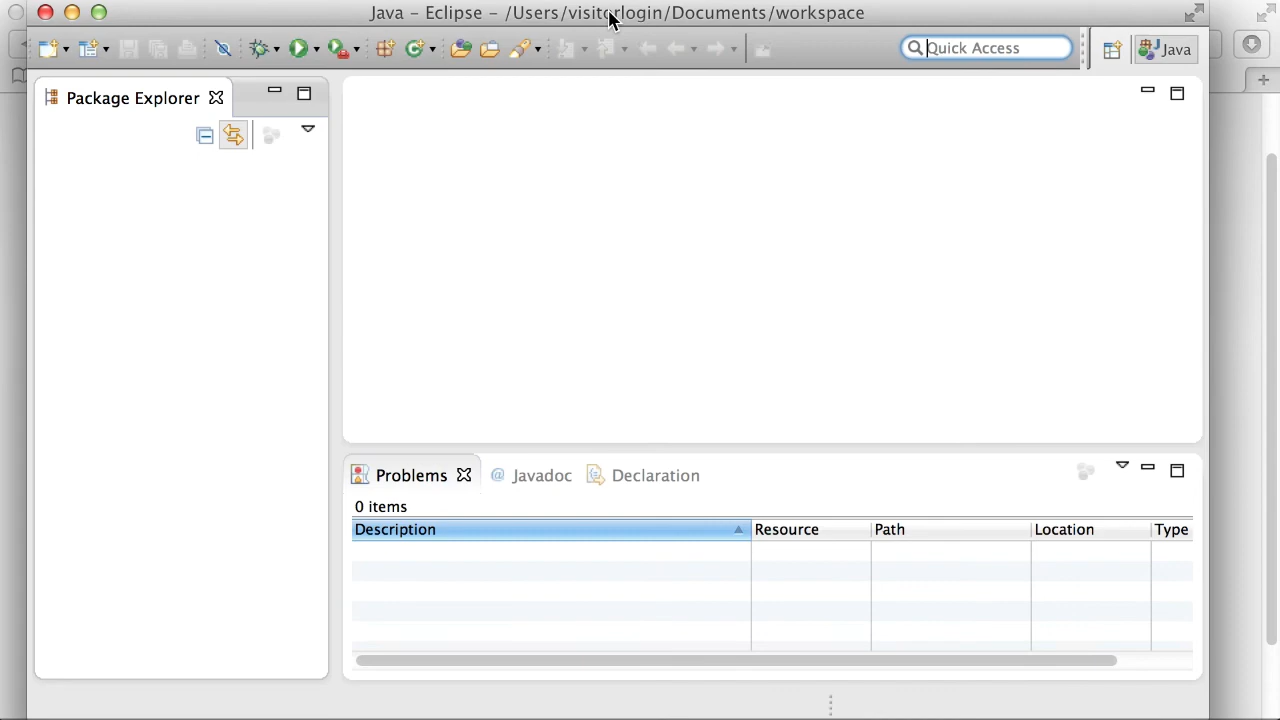 Java - Eclipse - /Users/visitorlogin/Documents/workspace
Quick Access
Java
Package Explorer
Problems
@ Javadoc
Declaration
0 items
Description
Resource
Path
Location
Type